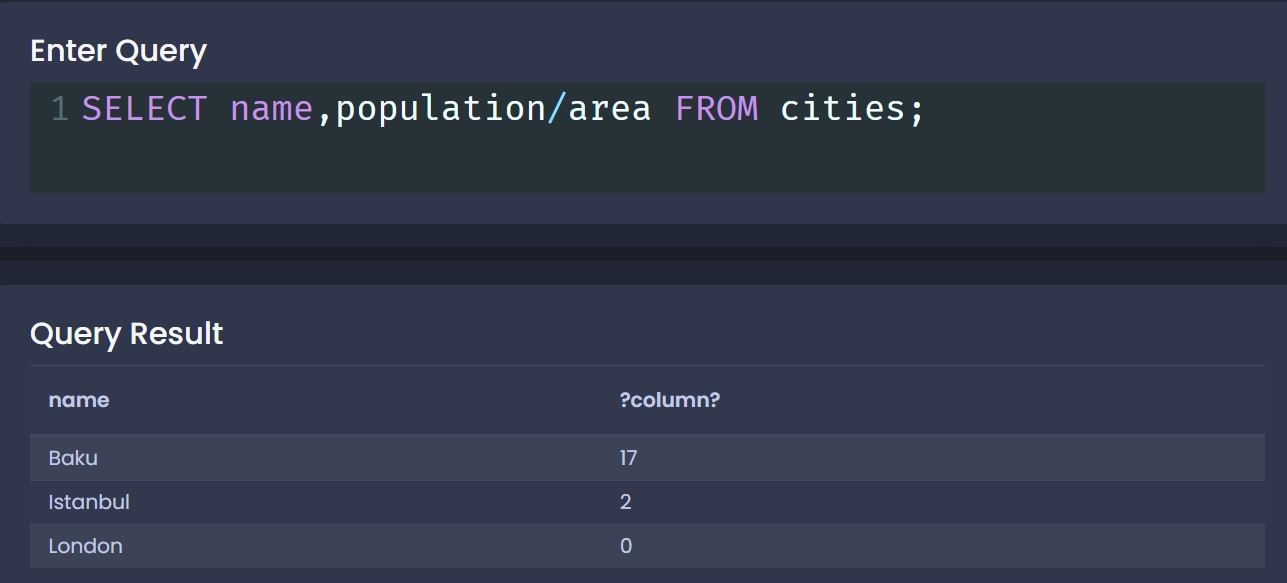 Enter Query
1 SELECT name,population/area FROM cities;
Query Result
name ?column?
Baku 17
Istanbul 2
London 0